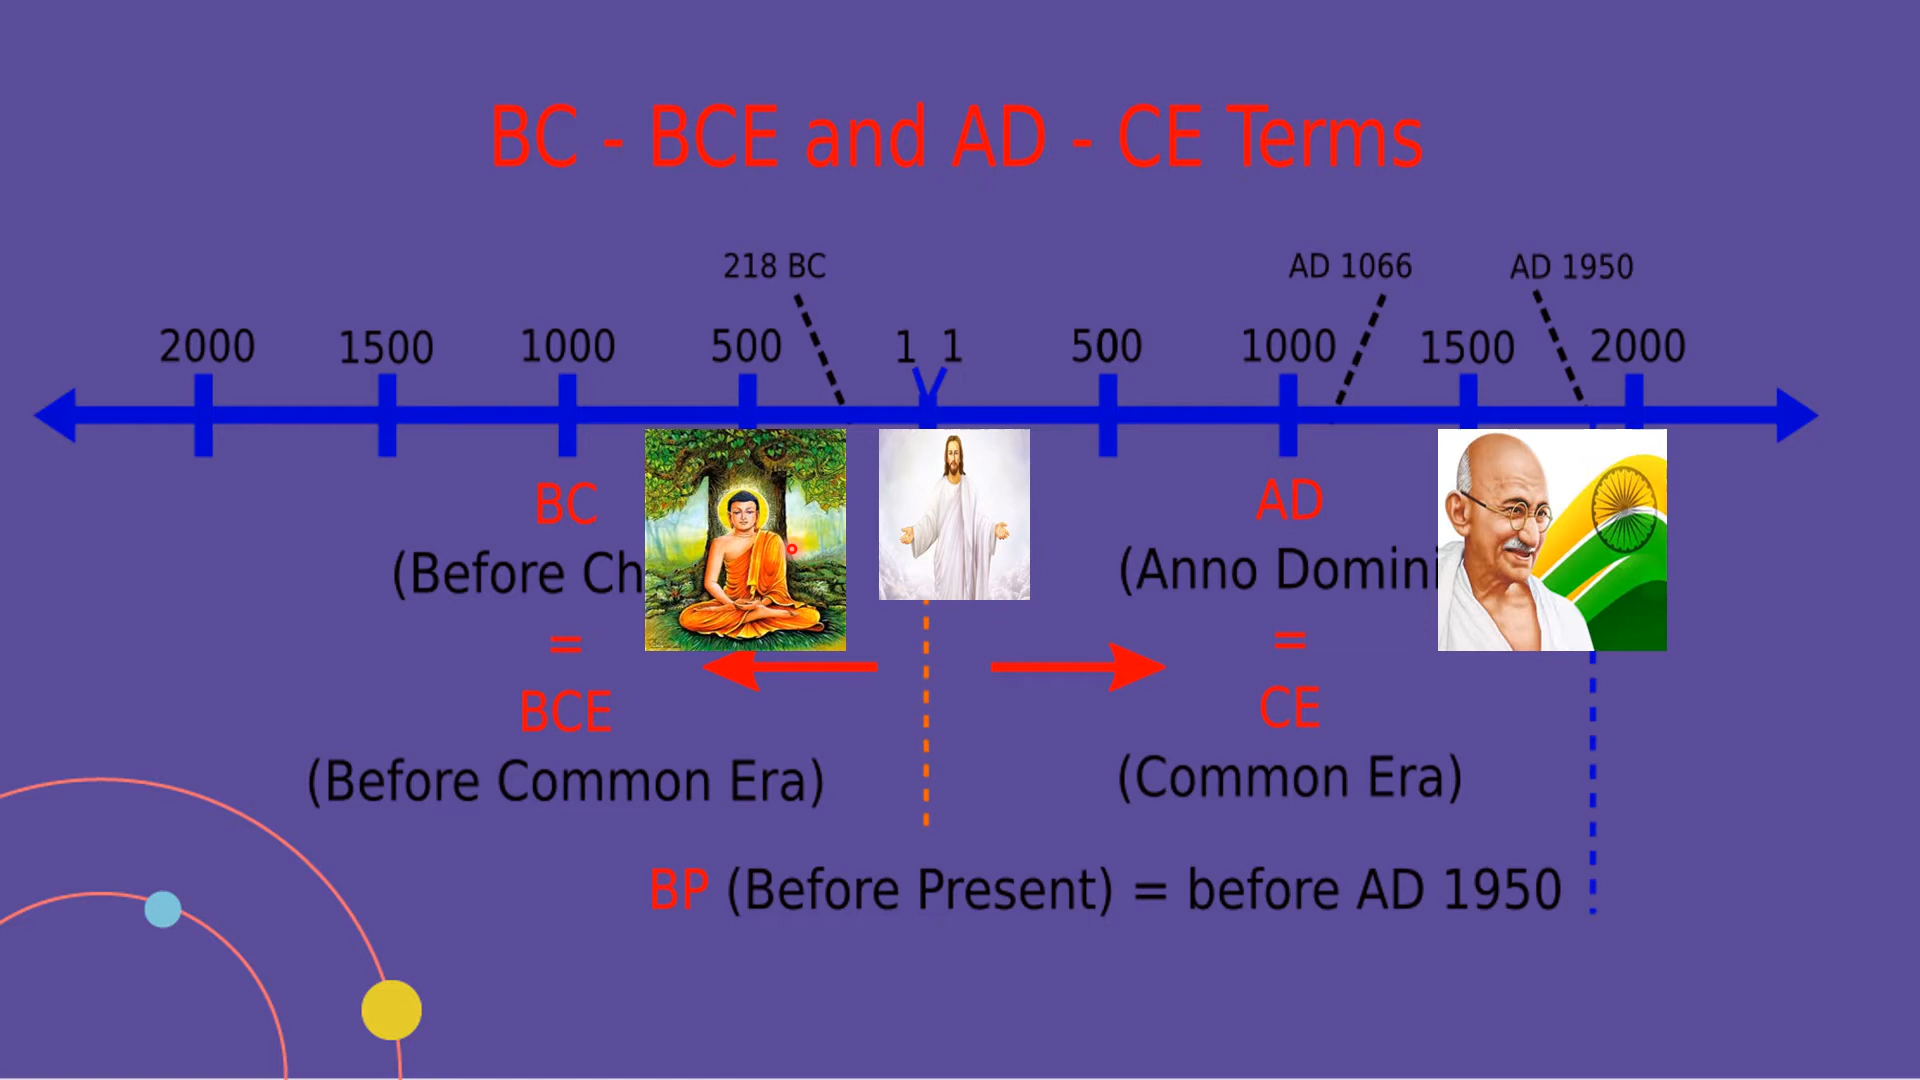 BC - BCE and AD - CE Terms
218 BC AD 1066 AD 1950
2000 1500 1000 500 1 1 500 1000 1500 2000
BC AD
(Before Ch (Anno Domini
= =
BCE CE
(Before Common Era) (Common Era)
BP (Before Present) = before AD 1950